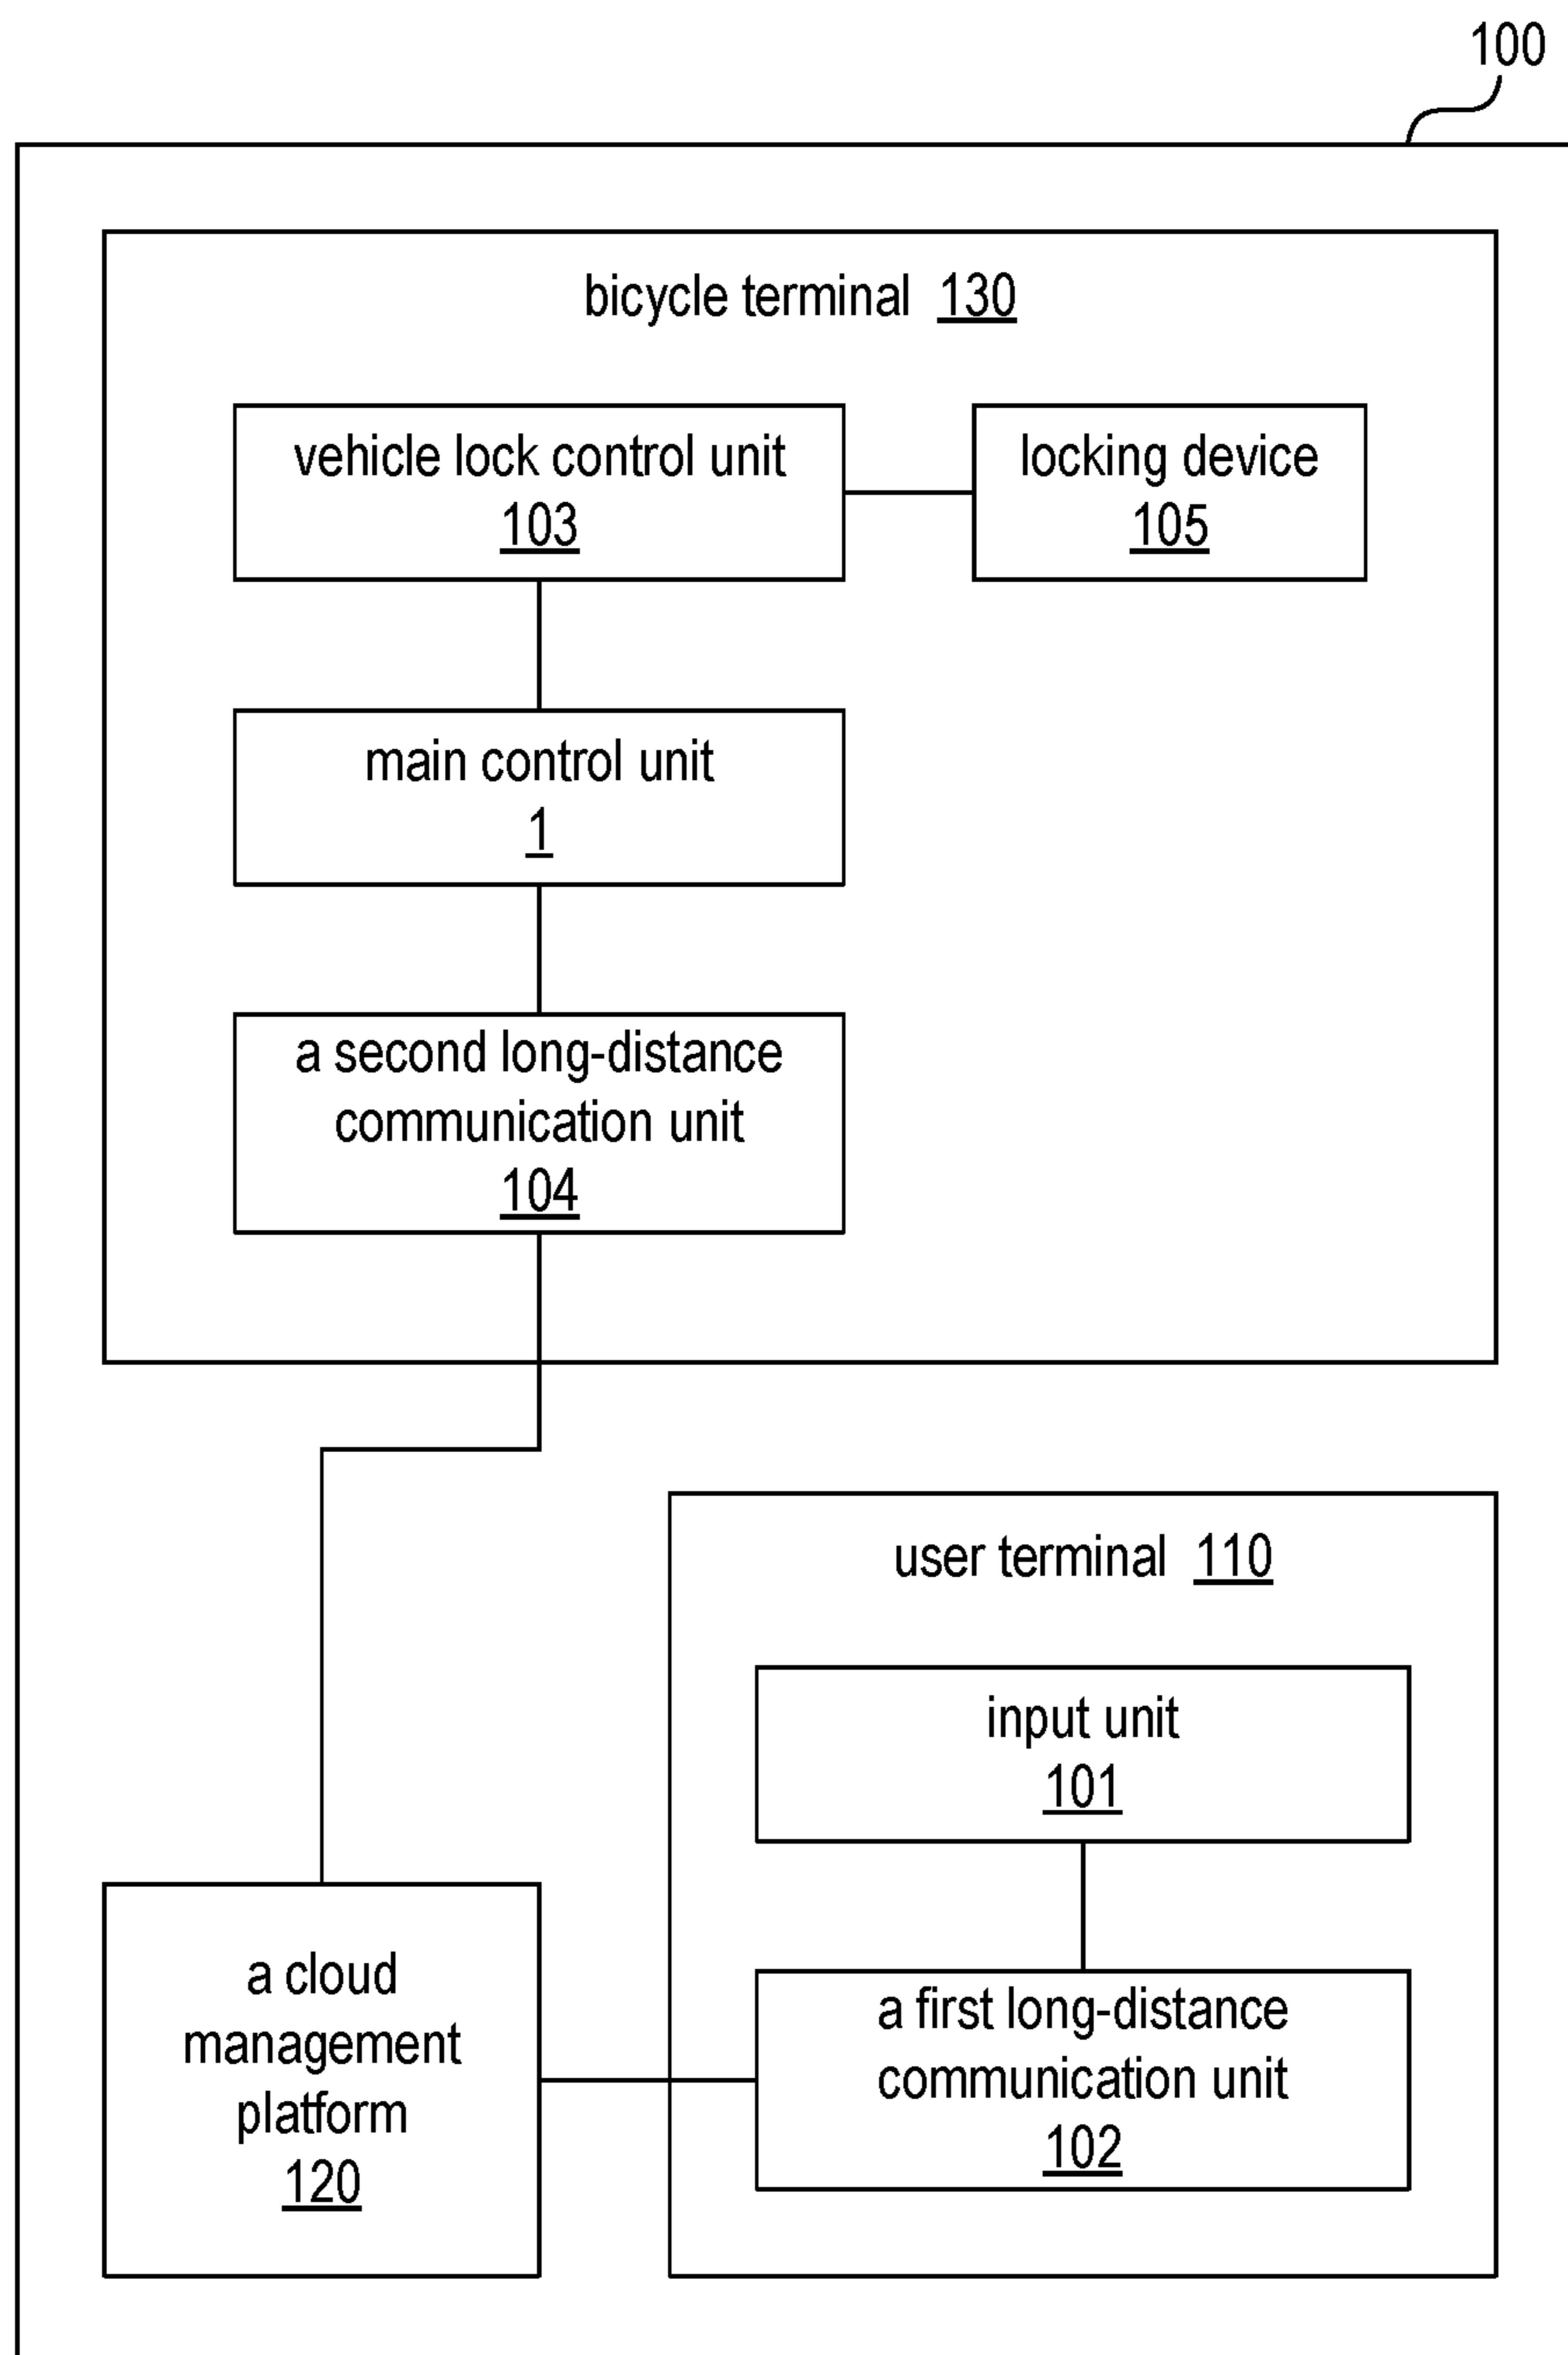 100
bicycle terminal 130
vehicle lock control unit
103
locking device
105
main control unit
1
a second long-distance
communication unit
104
user terminal 110
input unit
101
a first long-distance
communication unit
102
a cloud
management
platform
120